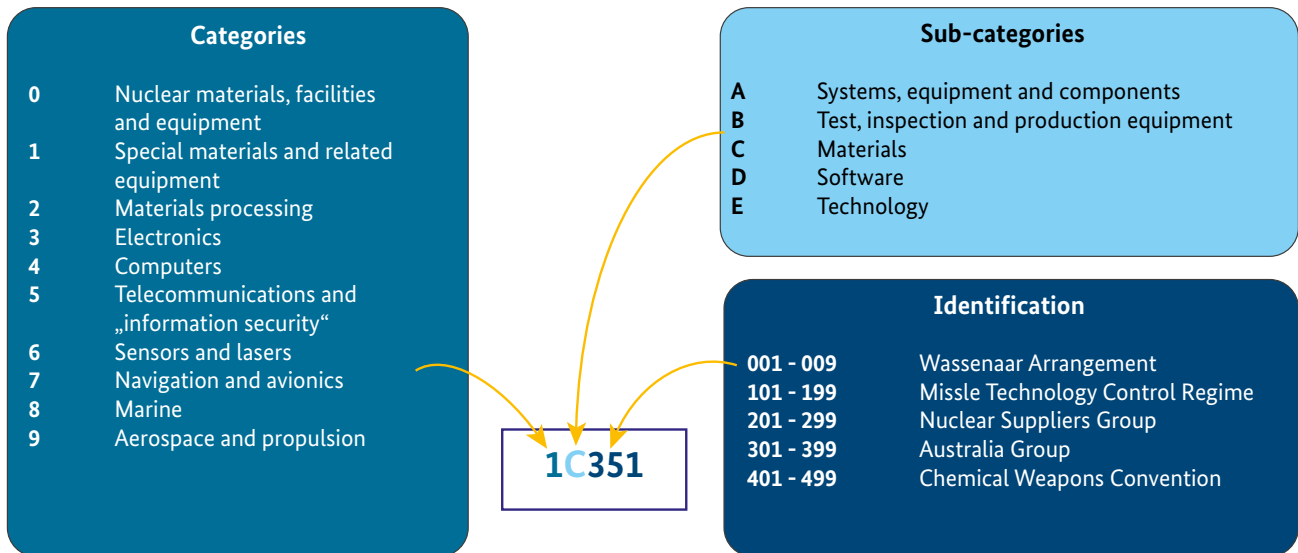 Categories
0 Nuclear materials, facilities
and equipment
1 Special materials and related
equipment
2 Materials processing
3 Electronics
4 Computers
5 Telecommunications and
„information security“
6 Sensors and lasers
7 Navigation and avionics
8 Marine
9 Aerospace and propulsion
Sub-categories
A Systems, equipment and components
B Test, inspection and production equipment
C Materials
D Software
E Technology
Identification
001 - 009 Wassenaar Arrangement
101 - 199 Missle Technology Control Regime
201 - 299 Nuclear Suppliers Group
301 - 399 Australia Group
401 - 499 Chemical Weapons Convention
1C351